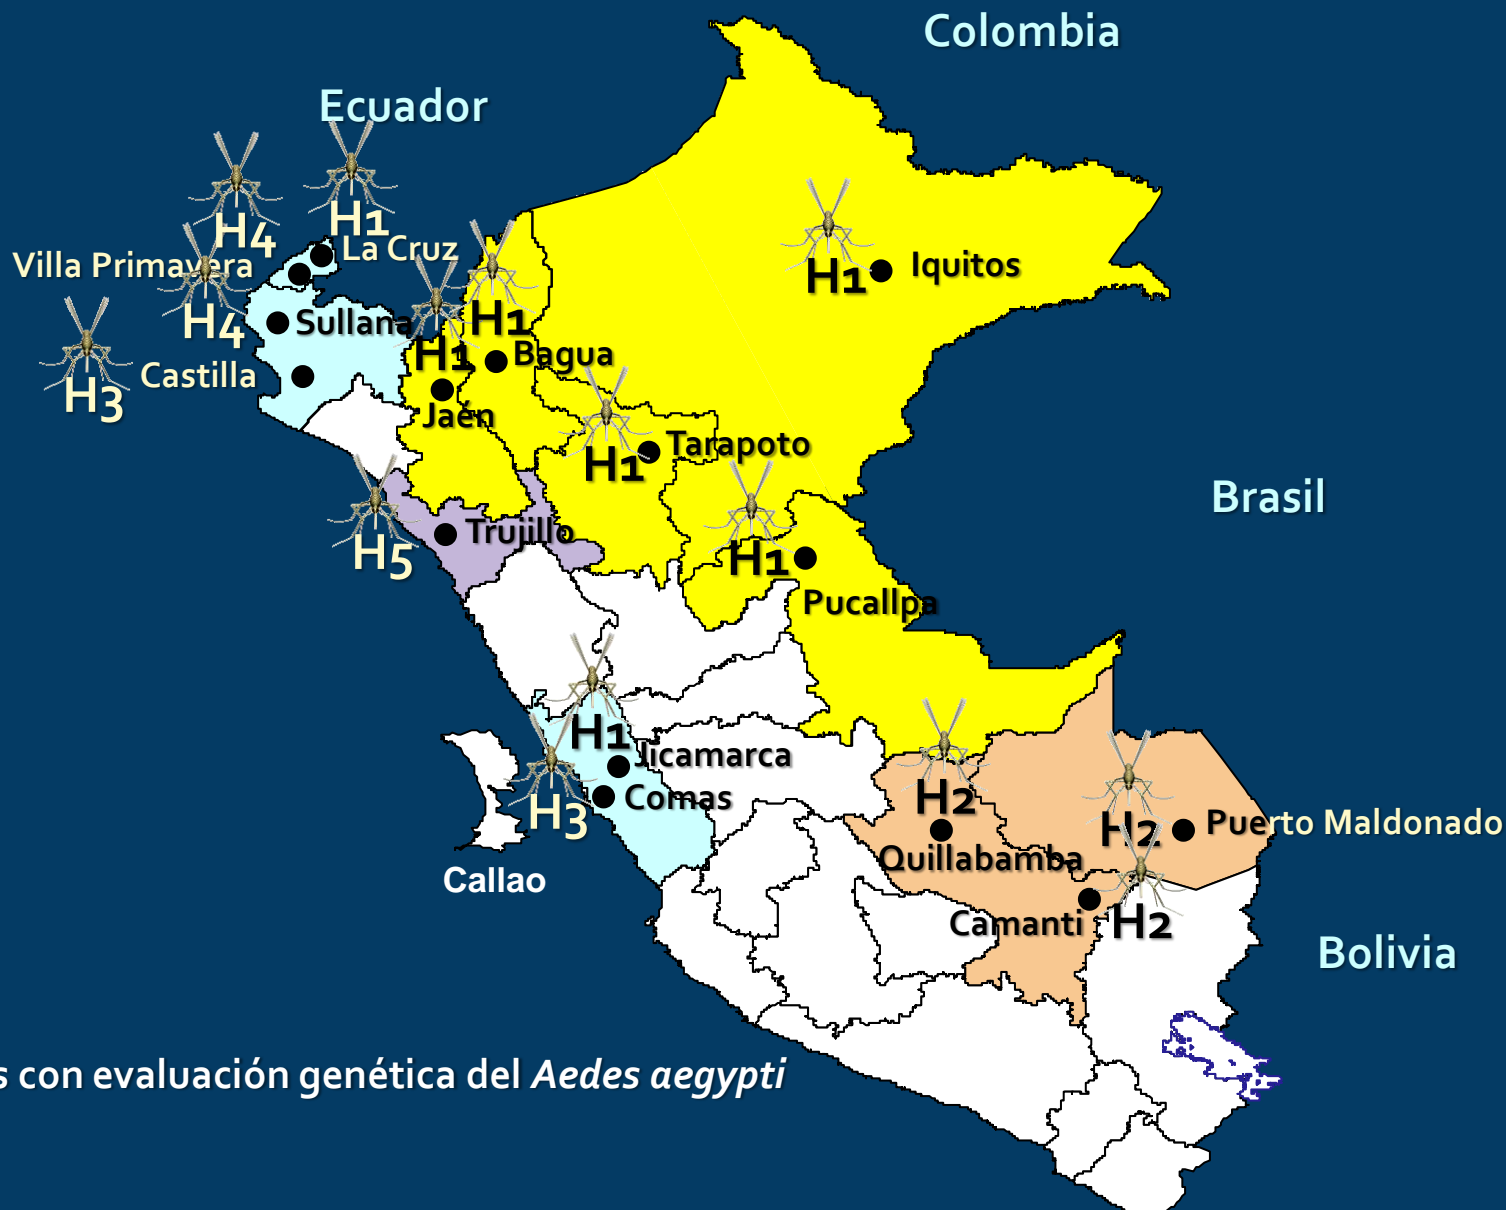 Colombia
Ecuador
H4
H1
La Cruz
Villa Primavera
H4
Sullana
H1
H1
Bagua
H3
Castilla
Jaén
H1
Iquitos
H1
Tarapoto
Brasil
H5
Trujillo
H1
Pucallpa
H1
Jicamarca
H3
Comas
Callao
H2
Quillabamba
H2
Puerto Maldonado
Camanti
H2
Bolivia
s con evaluación genética del Aedes aegypti